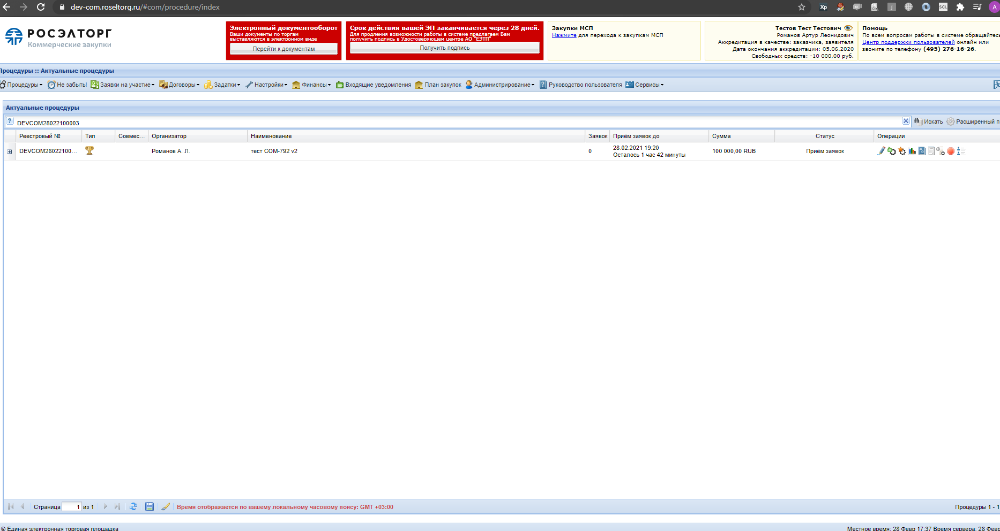 dev-com.roseltorg.ru/#com/procedure/index
Xp
j
SCL
A
РОСЭЛТОРГ
Коммерческие закупки
Электронный документооборот
Ваши документы по торгам
выставляются в электронном виде
Перейти к документам
Срок действия вашей ЭП заканчивается через 28 дней.
Для продления возможности работы в системе предлагаем Вам
получить подпись в Удостоверяющем центре АО "ЕЭТП"
Получить подпись
Закупки МСП
Нажмите для перехода к закупкам МСП
Тестов Тест Тестович
Романов Артур Леонидович
Аккредитация в качестве: заказчика, заявителя
Дата окончания аккредитации: 05.06.2020
Свободных средств: -10 000,00 руб.
Помощь
По всем вопросам работы в системе обращайтесь
Центр поддержки пользователей онлайн или
звоните по телефону (495) 276-16-26.
Процедуры :: Актуальные процедуры
Процедуры Не забыть! Заявки на участие Договоры Задатки Настройки Финансы Входящие уведомления План закупок Администрирование Руководство пользователя Сервисы
Актуальные процедуры
? DEVCOM28022100003 Искать Расширенный п
Реестровый № Тип Совмес... Организатор Наименование Заявок Приём заявок до Сумма Статус Операции
DEVCOM28022100... Романов А. Л. тест COM-792 v2 0 28.02.2021 19:20 100 000,00 RUB Приём заявок
Осталось 1 час 42 минуты
Страница 1 из 1 Время отображается по вашему локальному часовому поясу: GMT +03:00 Процедуры 1 - 1
© Единая электронная торговая площадка Местное время: 28 Февр 17:37 Время сервера: 28 Февр